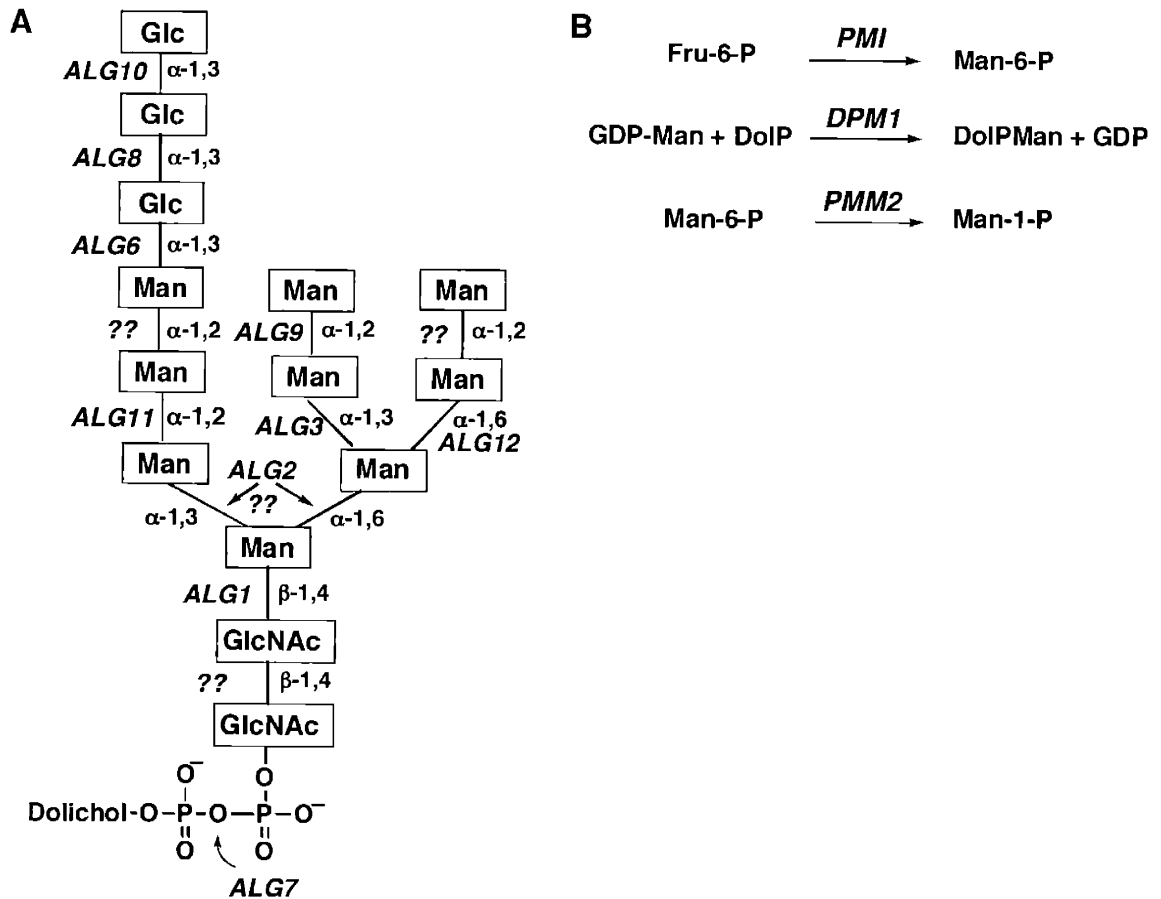 A
Glc
ALG10 α-1,3
Glc
ALG8 α-1,3
Glc
ALG6 α-1,3
Man Man Man
?? α-1,2 ALG9 α-1,2 ?? α-1,2
Man Man Man
ALG11 α-1,2 ALG3 α-1,3 α-1,6
ALG12
Man ALG2 Man
??
α-1,3 α-1,6
Man
ALG1 β-1,4
GlcNAc
?? β-1,4
GlcNAc
O⁻ O
Dolichol-O-P-O-P-O⁻
O O
ALG7
B
Fru-6-P PMI Man-6-P
GDP-Man + DolP DPM1 DolPMan + GDP
Man-6-P PMM2 Man-1-P